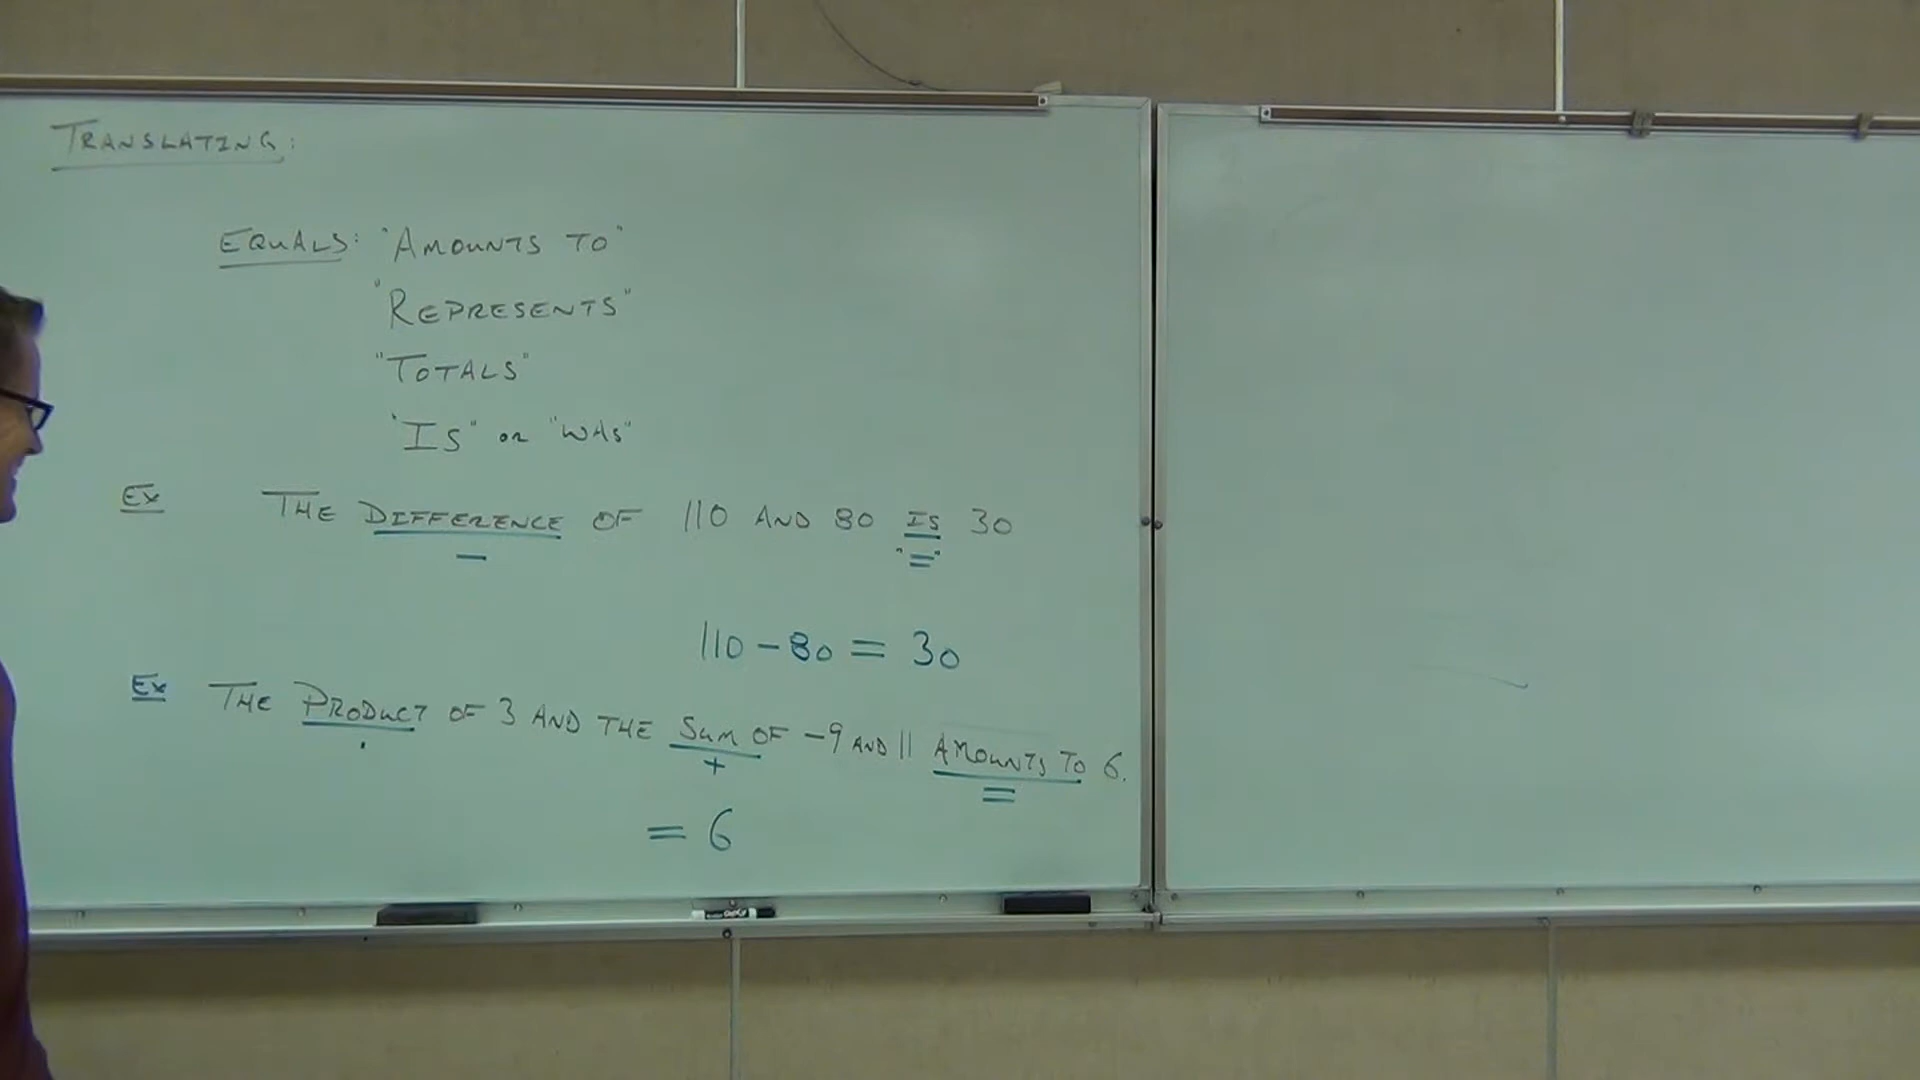 TRANSLATING:
EQUALS: "AMOUNTS TO"
"REPRESENTS"
"TOTALS"
"IS" OR "WAS"
EX THE DIFFERENCE OF 110 AND 80 IS 30
— "="
110 - 80 = 30
EX THE PRODUCT OF 3 AND THE SUM OF -9 AND 11 AMOUNTS TO 6.
· + =
= 6